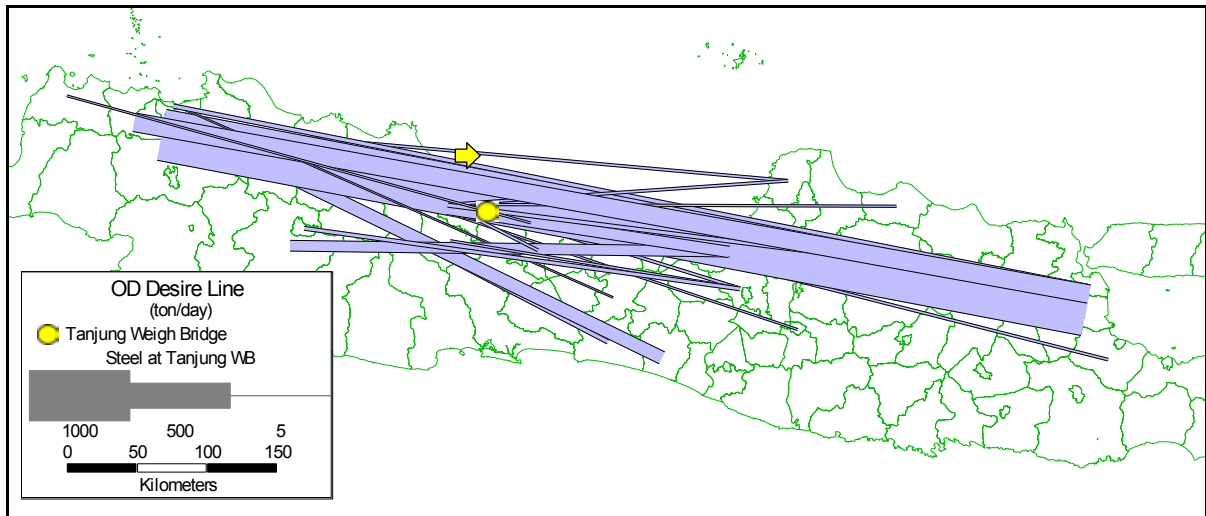 OD Desire Line
(ton/day)
Tanjung Weigh Bridge
Steel at Tanjung WB
1000 500 5
0 50 100 150
Kilometers